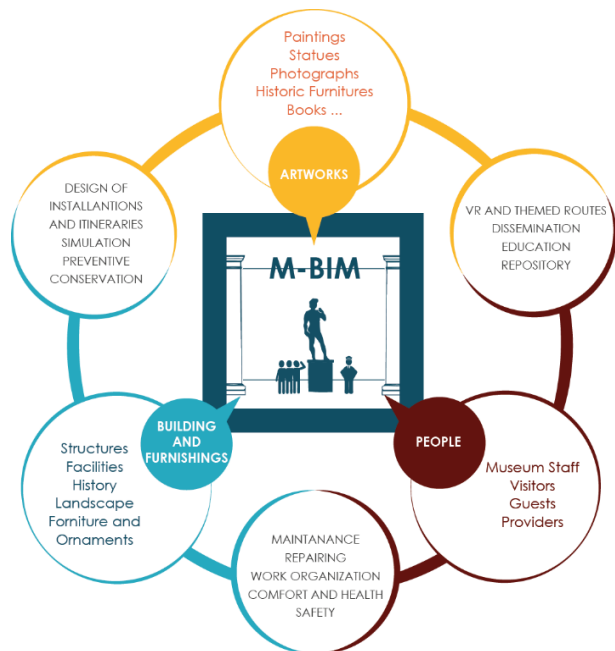 Paintings
Statues
Photographs
Historic Furnitures
Books ...
ARTWORKS
DESIGN OF
INSTALLANTIONS
AND ITINERARIES
SIMULATION
PREVENTIVE
CONSERVATION
VR AND THEMED ROUTES
DISSEMINATION
EDUCATION
REPOSITORY
M-BIM
BUILDING
AND
FURNISHINGS
PEOPLE
Structures
Facilities
History
Landscape
Forniture and
Ornaments
Museum Staff
Visitors
Guests
Providers
MAINTANANCE
REPAIRING
WORK ORGANIZATION
COMFORT AND HEALTH
SAFETY